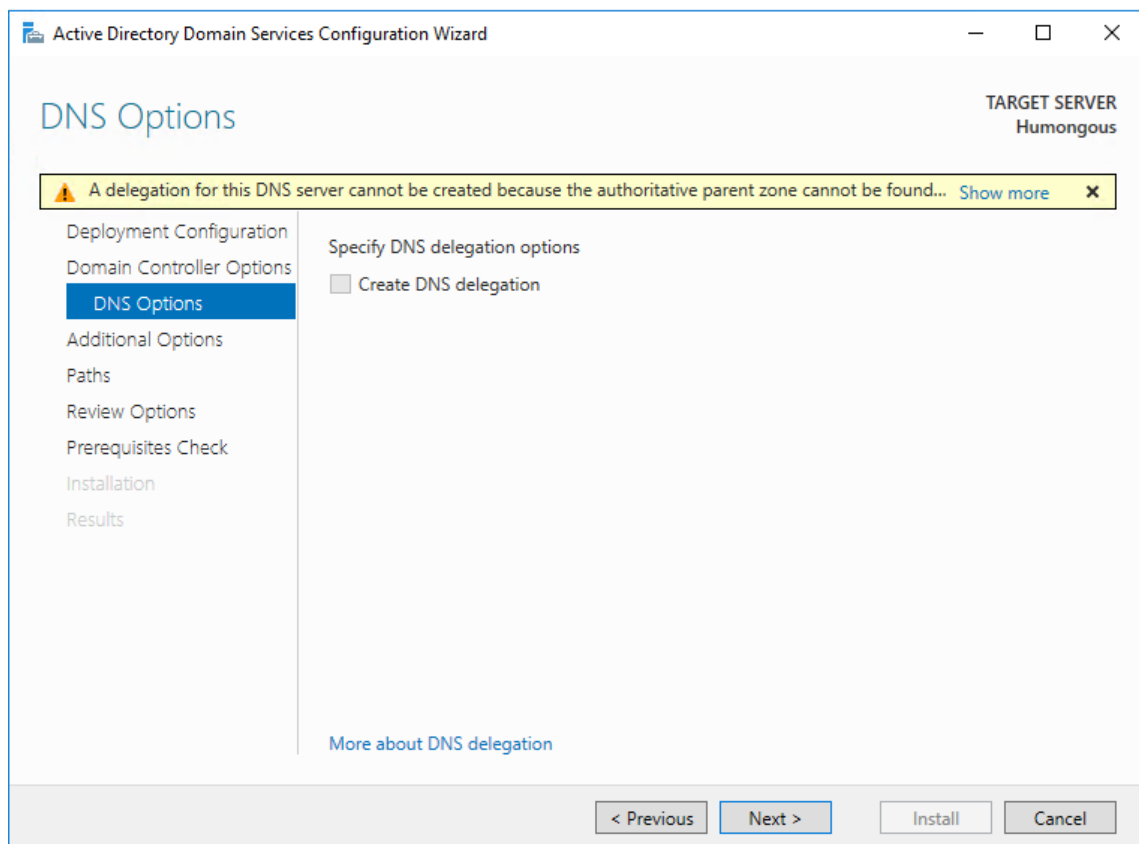 Active Directory Domain Services Configuration Wizard
DNS Options
TARGET SERVER
Humongous
A delegation for this DNS server cannot be created because the authoritative parent zone cannot be found... Show more
Deployment Configuration
Domain Controller Options
DNS Options
Additional Options
Paths
Review Options
Prerequisites Check
Installation
Results
Specify DNS delegation options
Create DNS delegation
More about DNS delegation
< Previous
Next >
Install
Cancel